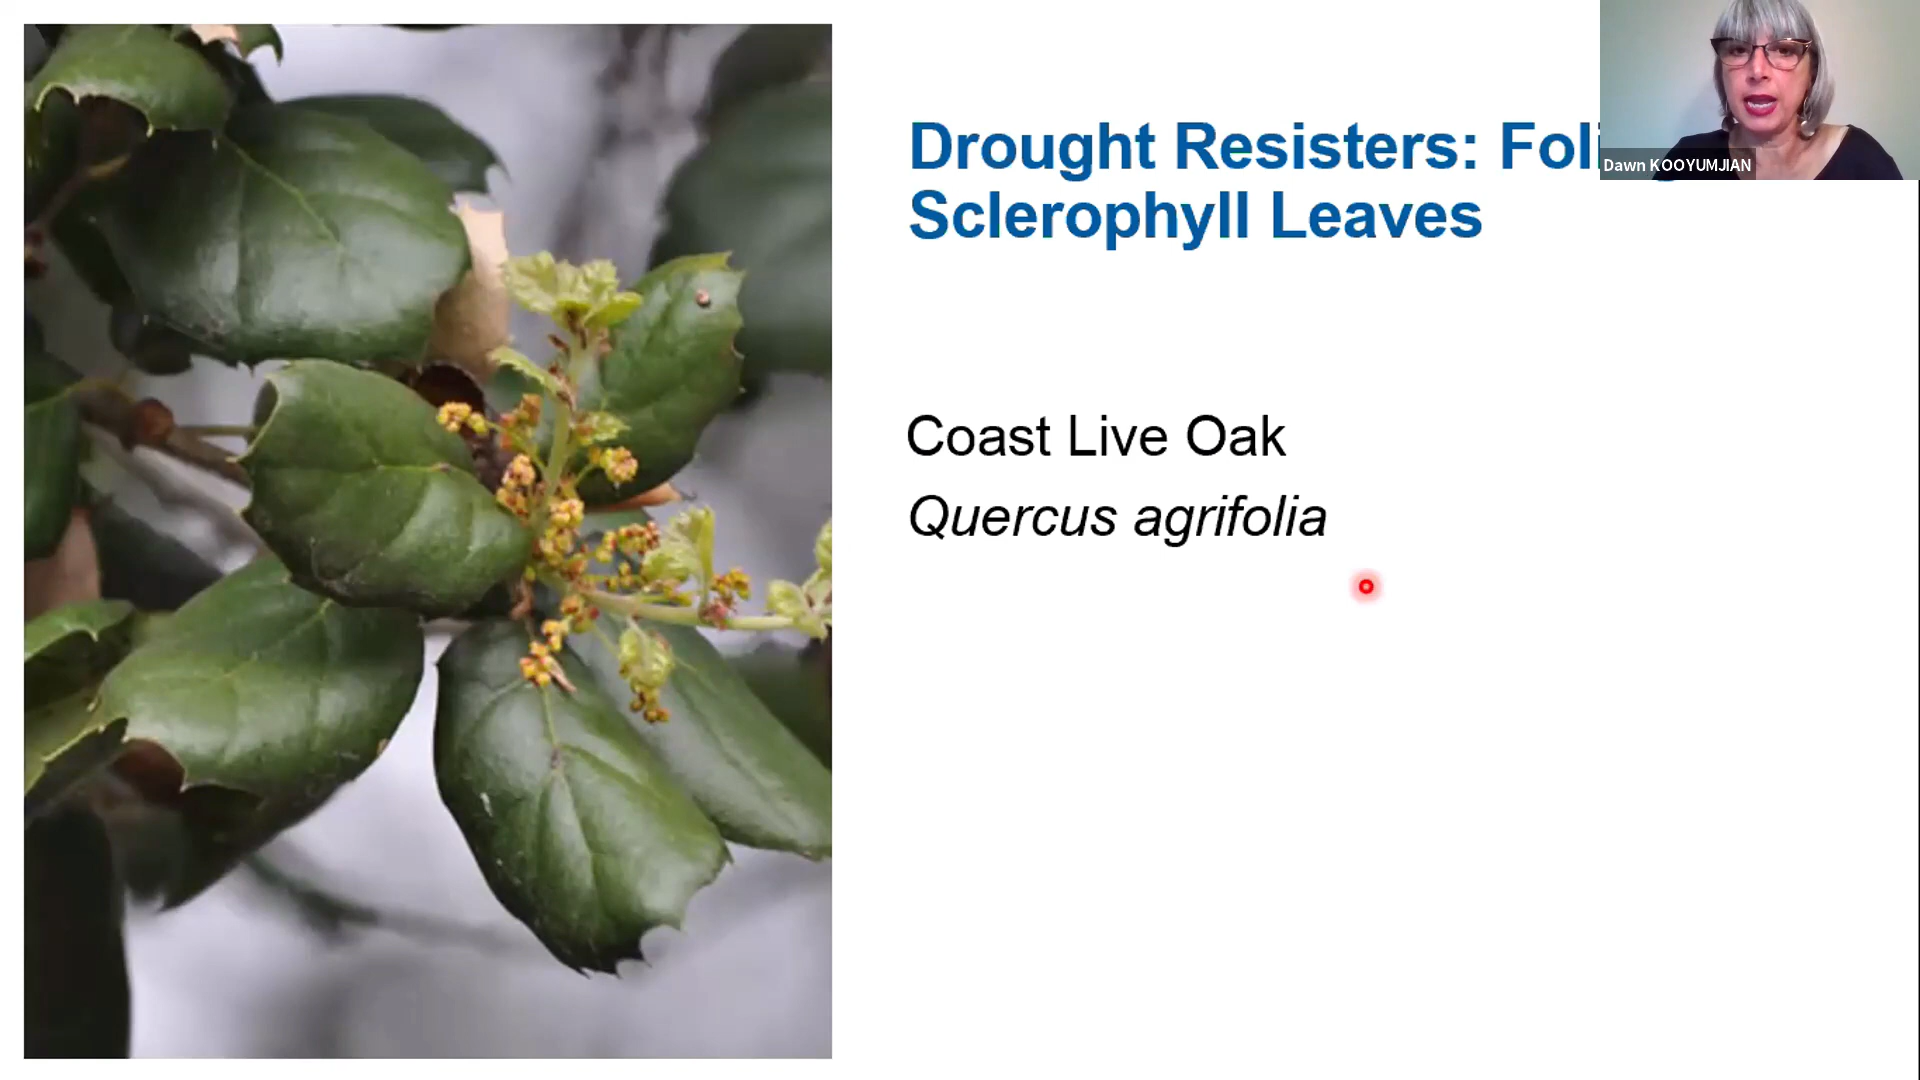 Drought Resisters: Foli
Sclerophyll Leaves
Dawn KOOYUMJIAN
Coast Live Oak
Quercus agrifolia